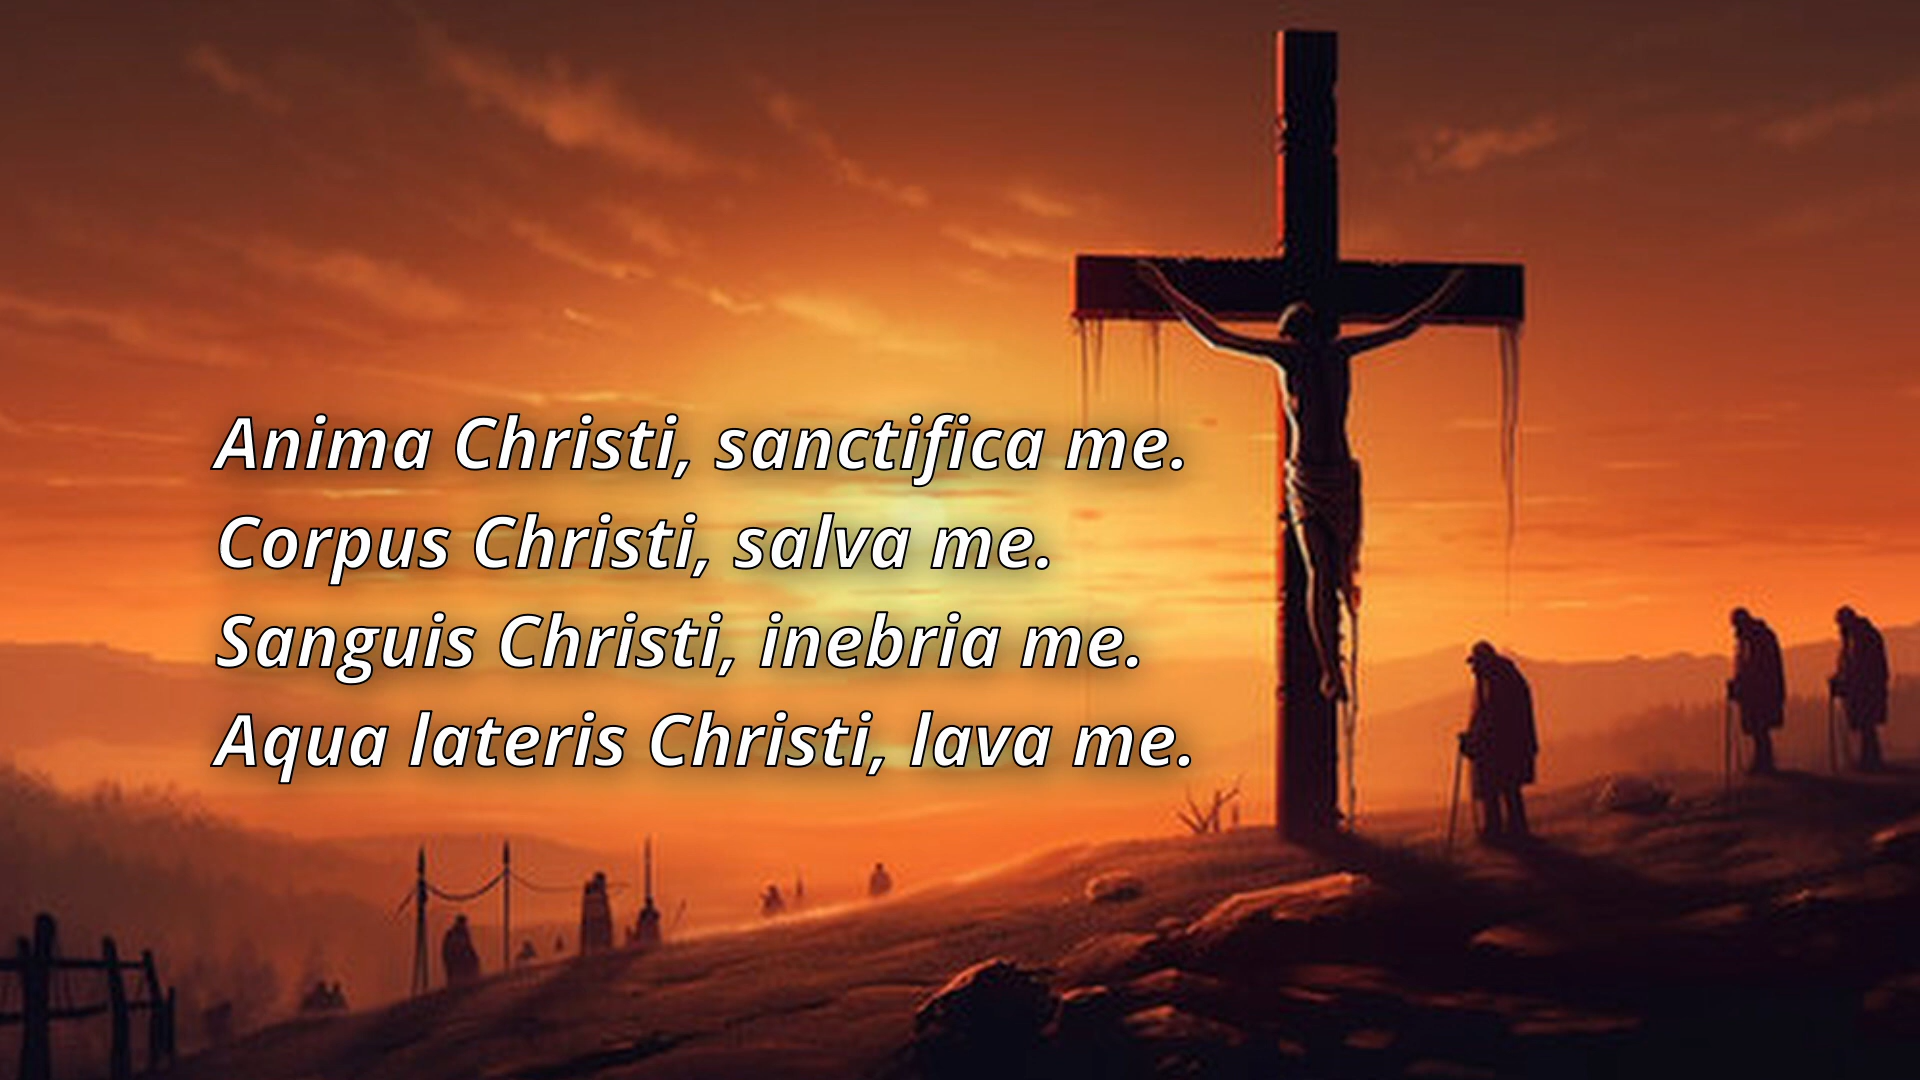 Anima Christi, sanctifica me.
Corpus Christi, salva me.
Sanguis Christi, inebria me.
Aqua lateris Christi, lava me.